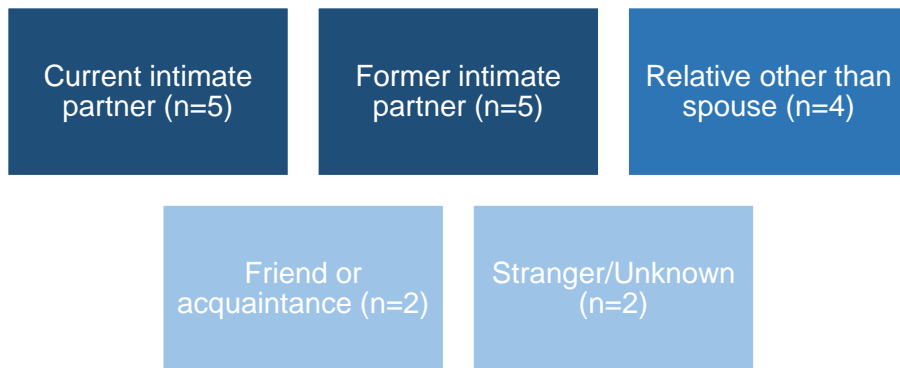 Current intimate
partner (n=5)
Former intimate
partner (n=5)
Relative other than
spouse (n=4)
Friend or
acquaintance (n=2)
Stranger/Unknown
(n=2)